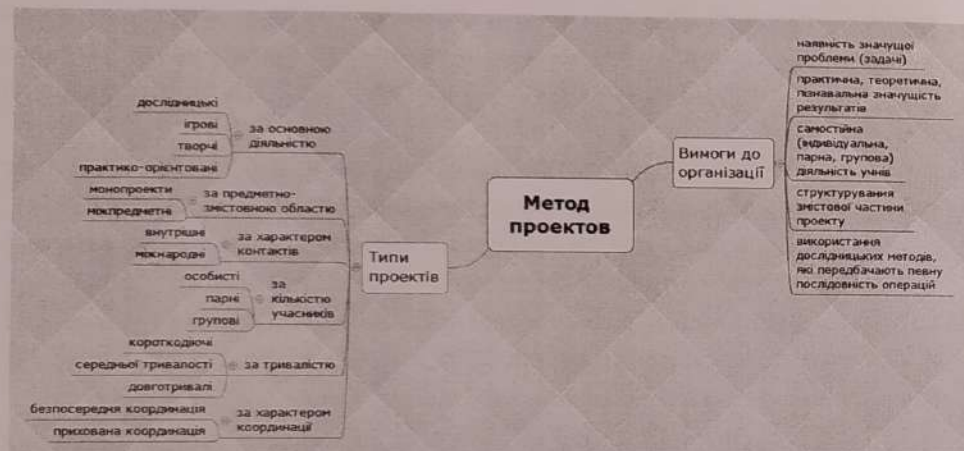 Метод
проектов
Вимоги до
організації
наявність значущої
проблеми (задачі)
практична, теоретична,
пізнавальна значущість
результатів
самостійна
(індивідуальна,
парна, групова)
діяльність учнів
структурування
змістової частини
проекту
використання
дослідницьких методів,
які передбачають певну
послідовність операцій
Типи
проектів
за основною
діяльністю
дослідницькі
ігрові
творчі
практико-орієнтовані
за предметно-
змістовною областю
монопроекти
міжпредметні
за характером
контактів
внутрішні
міжнародні
за
кількістю
учасників
особисті
парні
групові
за тривалістю
короткодіючі
середньої тривалості
довготривалі
за характером
координації
безпосередня координація
прихована координація